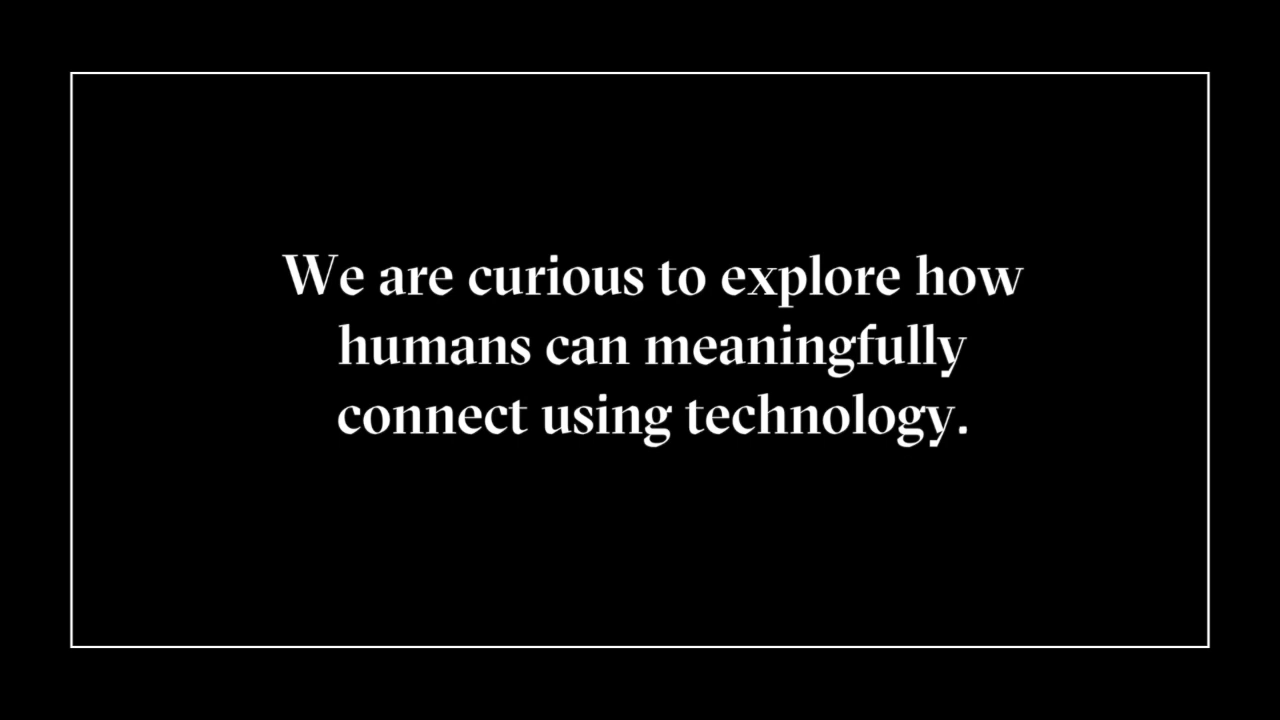 We are curious to explore how
humans can meaningfully
connect using technology.